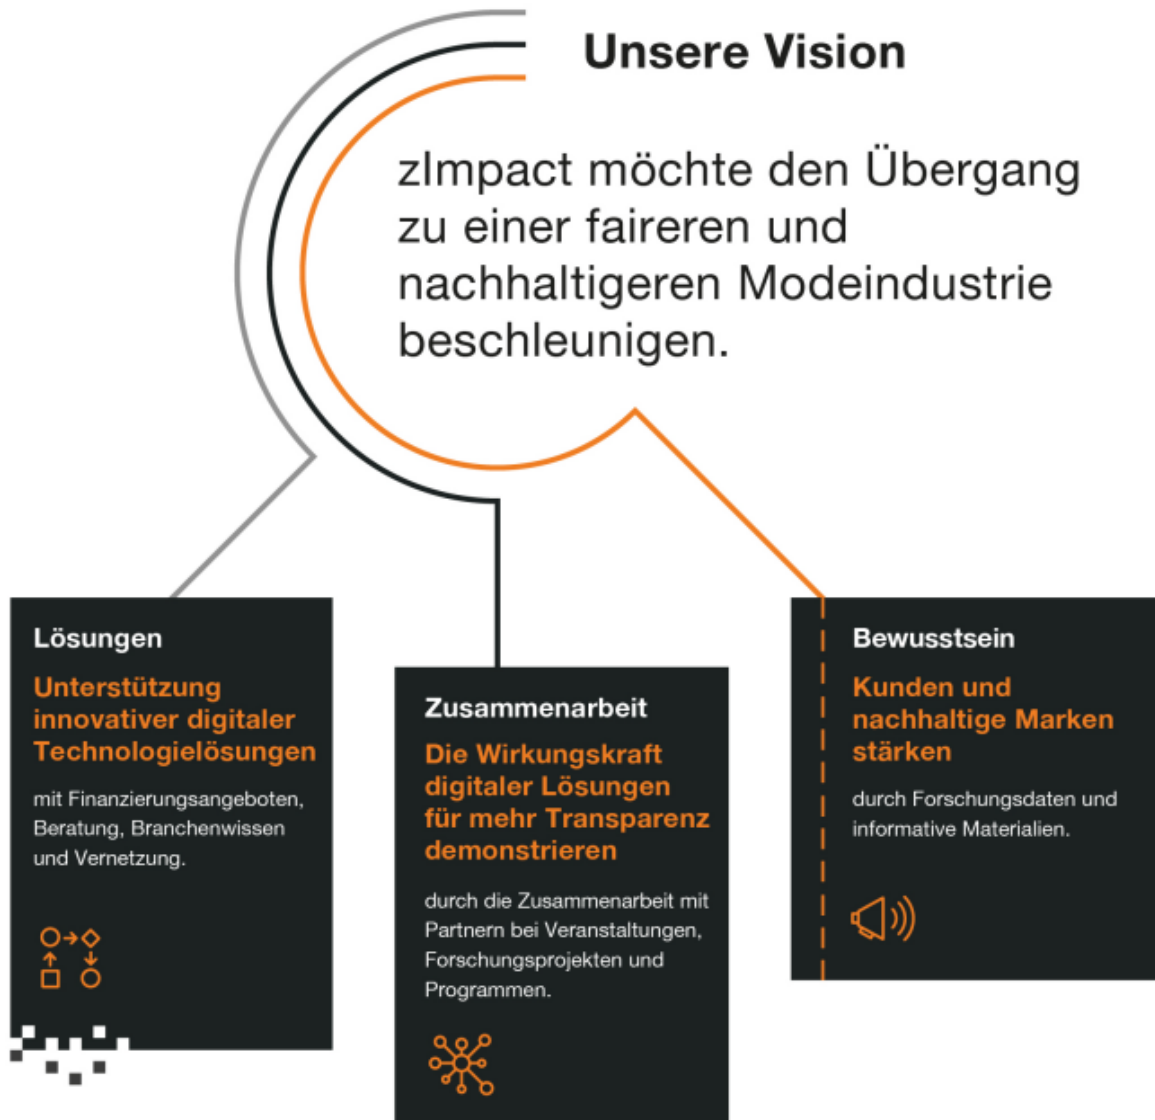 Unsere Vision
zImpact möchte den Übergang
zu einer faireren und
nachhaltigeren Modeindustrie
beschleunigen.
Lösungen
Unterstützung
innovativer digitaler
Technologielösungen
mit Finanzierungsangeboten,
Beratung, Branchenwissen
und Vernetzung.
Zusammenarbeit
Die Wirkungskraft
digitaler Lösungen
für mehr Transparenz
demonstrieren
durch die Zusammenarbeit mit
Partnern bei Veranstaltungen,
Forschungsprojekten und
Programmen.
Bewusstsein
Kunden und
nachhaltige Marken
stärken
durch Forschungsdaten und
informative Materialien.